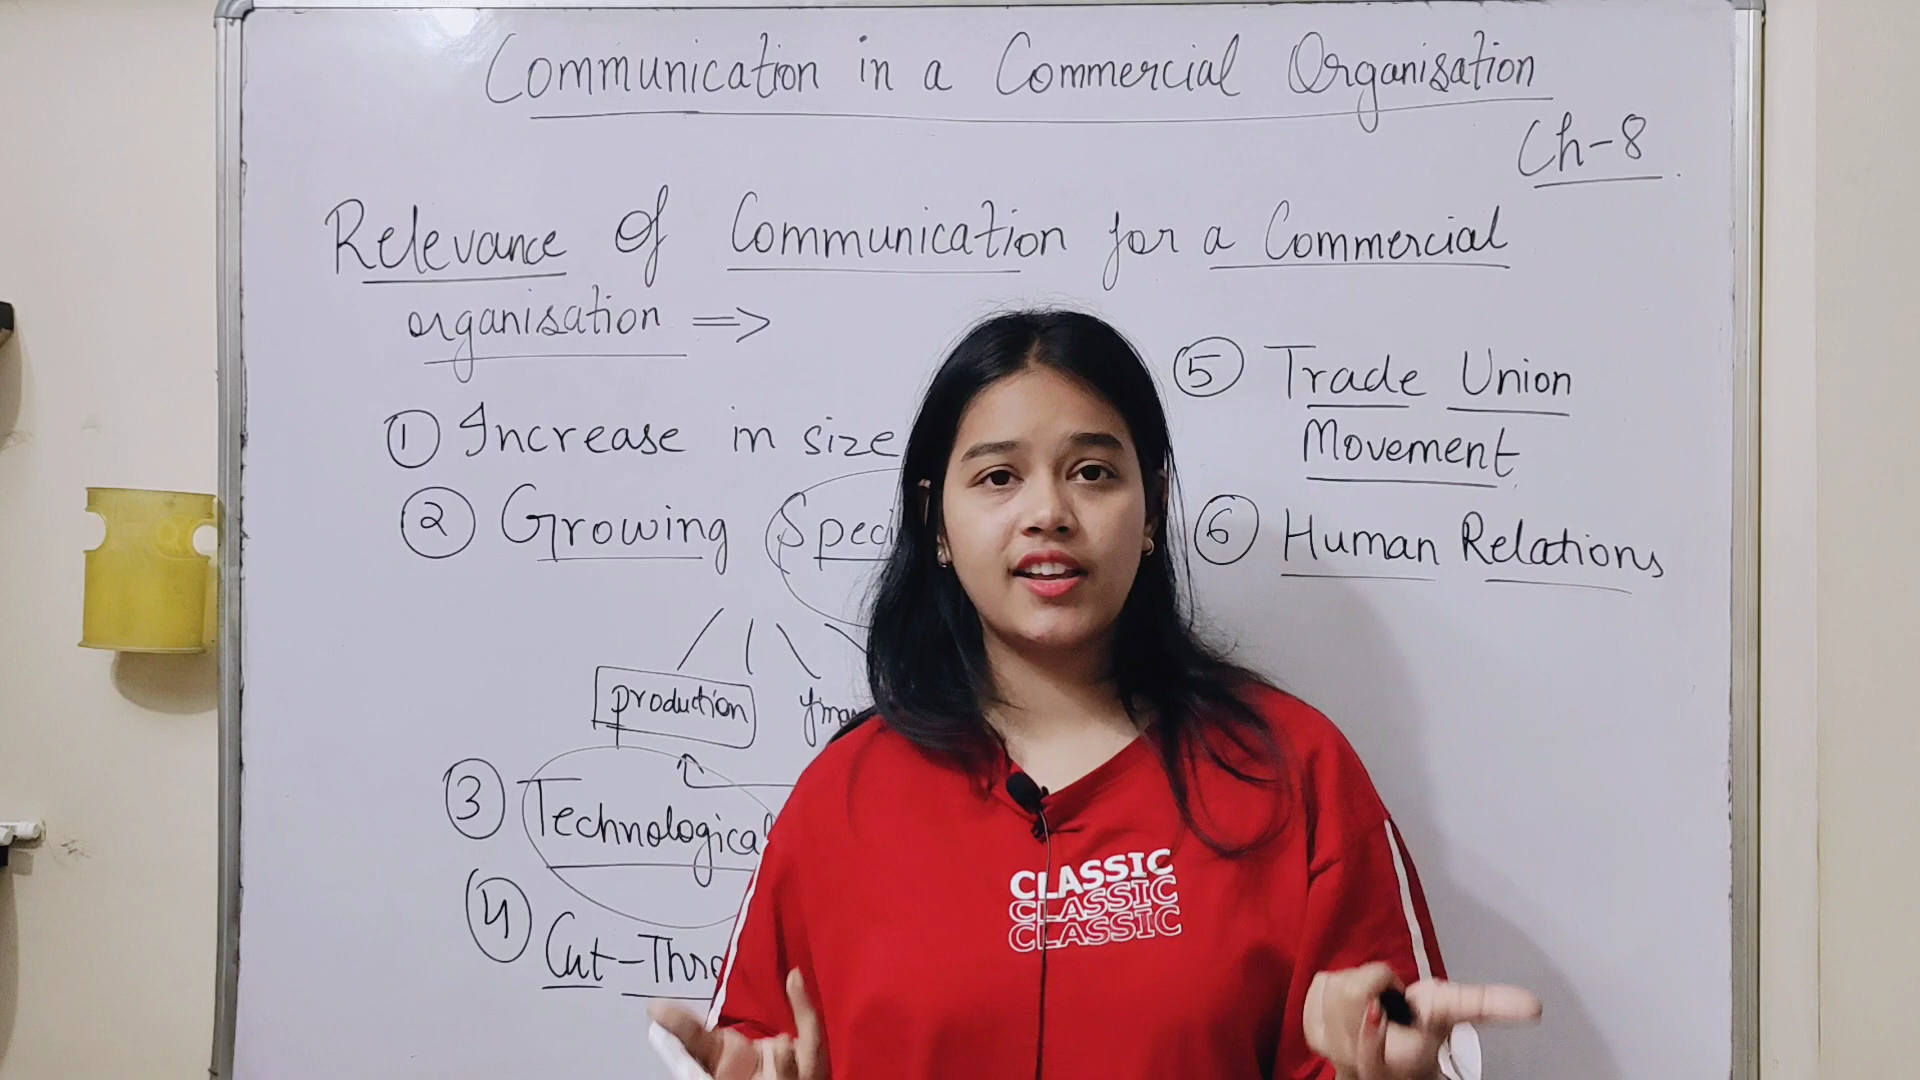 Communication in a Commercial Organisation
Ch-8
Relevance of Communication for a Commercial
organisation =>
① Increase in size
② Growing
production
③ Technological
④ Cut-
⑤ Trade Union
Movement
⑥ Human Relations
CLASSIC
CLASSIC
CLASSIC